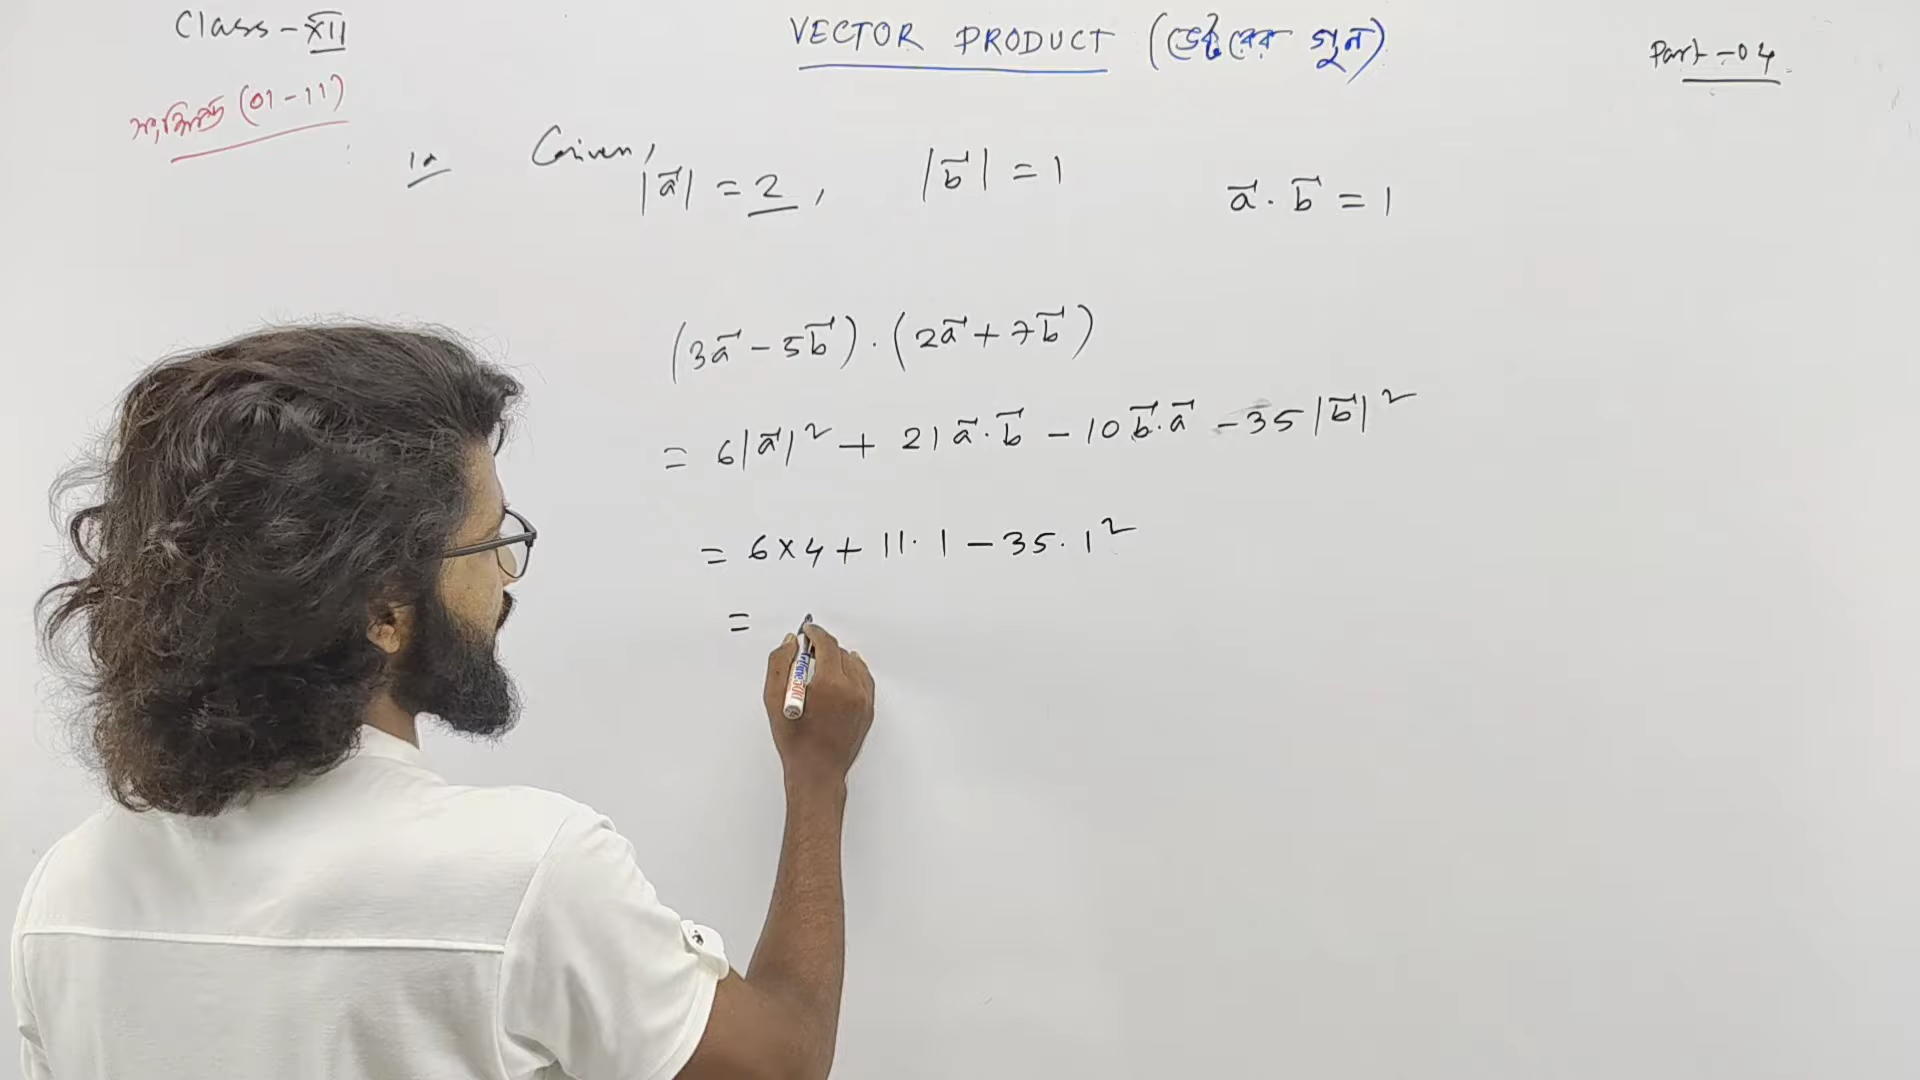 Class - XII
VECTOR PRODUCT (ভেক্টরের গুন)
Part - 04
সংক্ষিপ্ত (01 - 11)
1.
Given,
|a⃗| = 2, |b⃗| = 1 a⃗ · b⃗ = 1
(3a⃗ - 5b⃗) · (2a⃗ + 7b⃗)
= 6|a⃗|² + 21 a⃗ · b⃗ - 10 b⃗ · a⃗ - 35 |b⃗|²
= 6 × 4 + 11 · 1 - 35 · 1²
=